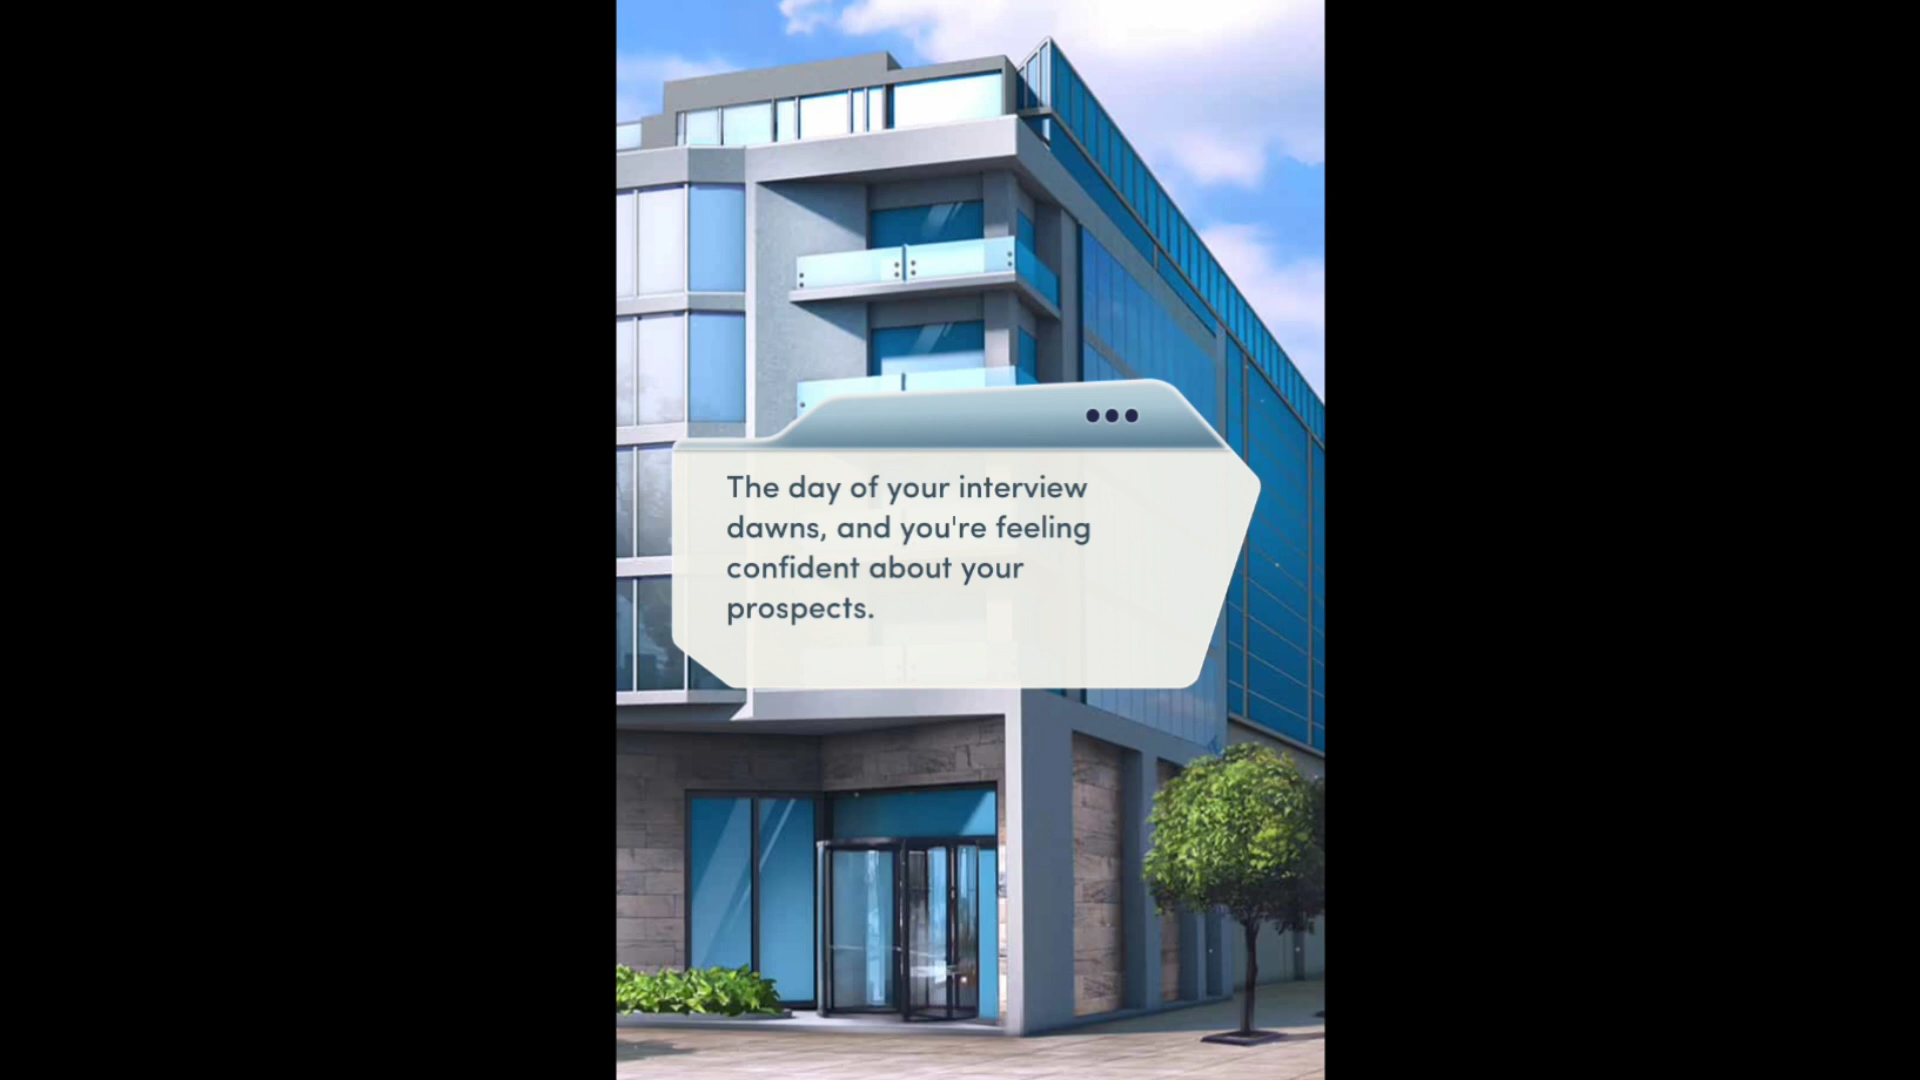 The day of your interview
dawns, and you're feeling
confident about your
prospects.